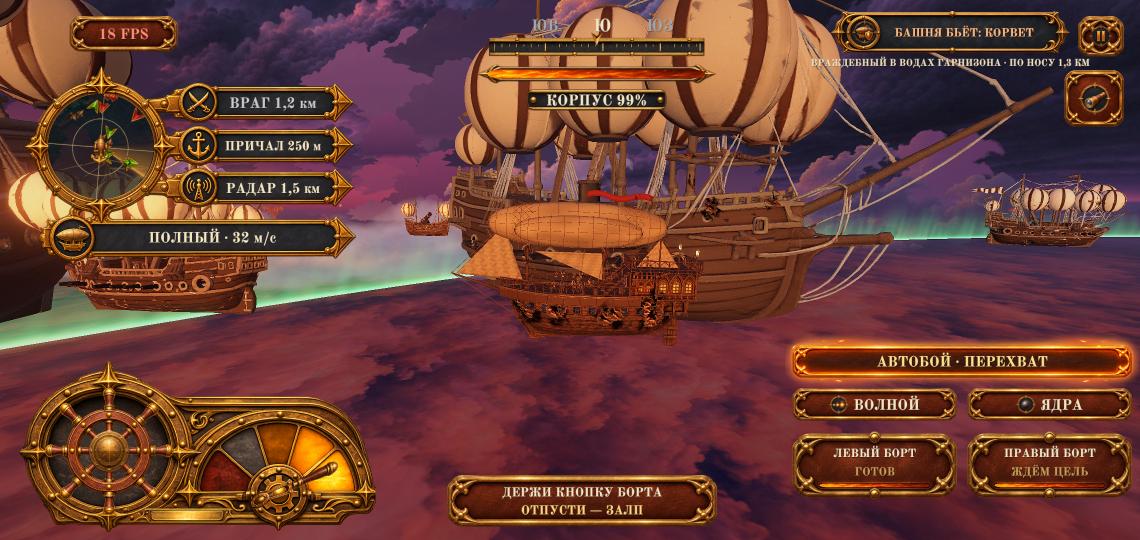 18 FPS
ЮВ Ю ЮЗ
БАШНЯ БЬЁТ: КОРВЕТ
ВРАЖДЕБНЫЙ В ВОДАХ ГАРНИЗОНА · ПО НОСУ 1,3 КМ
КОРПУС 99%
ВРАГ 1,2 км
ПРИЧАЛ 250 м
РАДАР 1,5 км
ПОЛНЫЙ · 32 м/с
АВТОБОЙ · ПЕРЕХВАТ
ВОЛНОЙ
ЯДРА
ЛЕВЫЙ БОРТ
ГОТОВ
ПРАВЫЙ БОРТ
ЖДЁМ ЦЕЛЬ
ДЕРЖИ КНОПКУ БОРТА
ОТПУСТИ — ЗАЛП